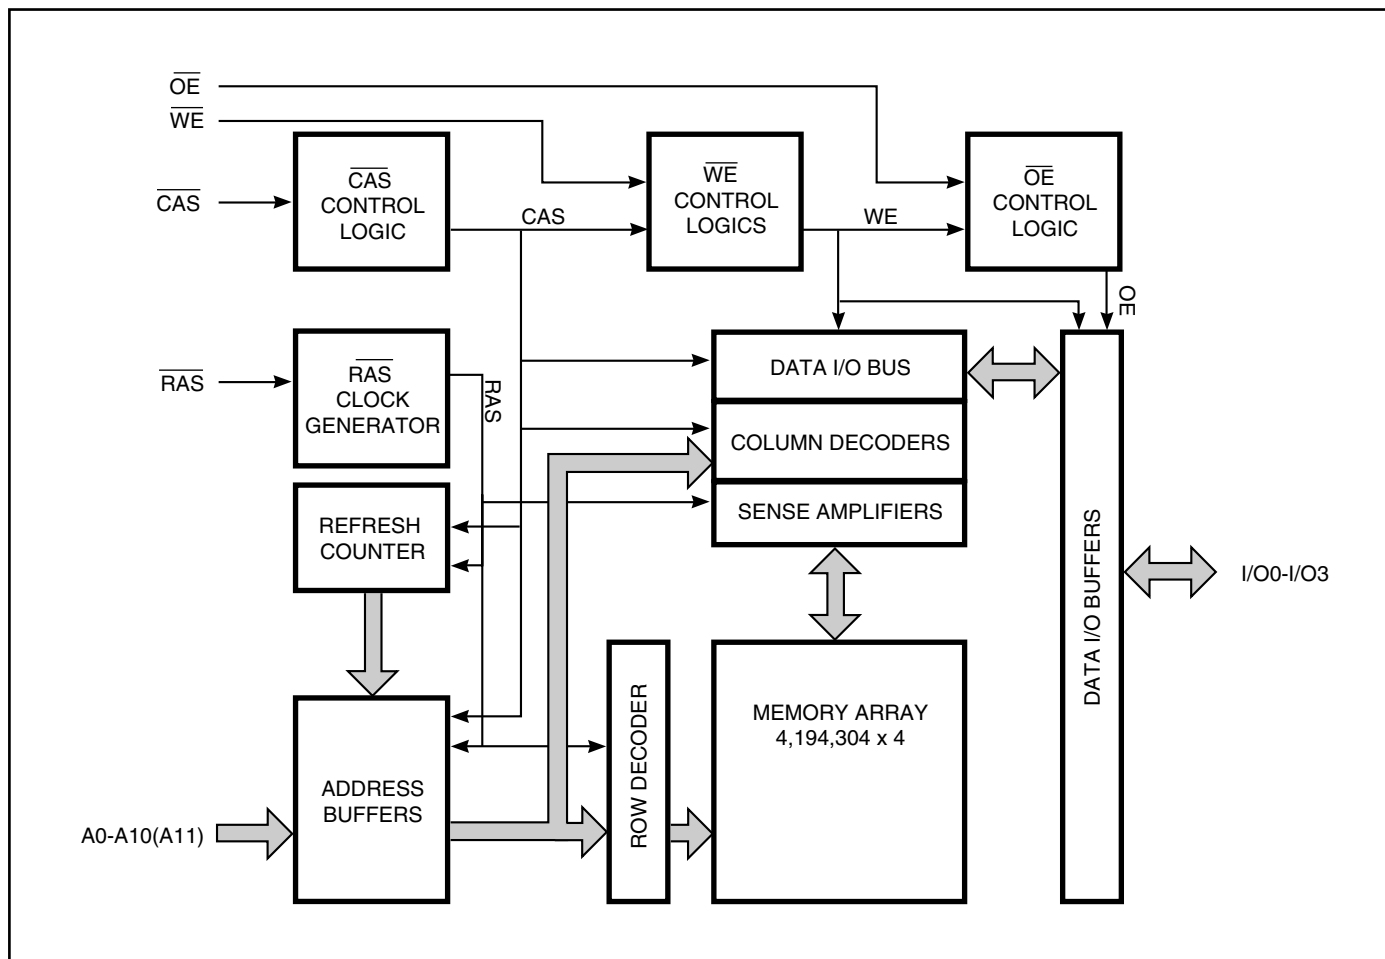 OE
WE
CAS
CAS
CONTROL
LOGIC
CAS
WE
CONTROL
LOGICS
WE
OE
CONTROL
LOGIC
OE
RAS
RAS
CLOCK
GENERATOR
RAS
DATA I/O BUS
COLUMN DECODERS
SENSE AMPLIFIERS
REFRESH
COUNTER
DATA I/O BUFFERS
I/O0-I/O3
ROW DECODER
MEMORY ARRAY
4,194,304 x 4
ADDRESS
BUFFERS
A0-A10(A11)